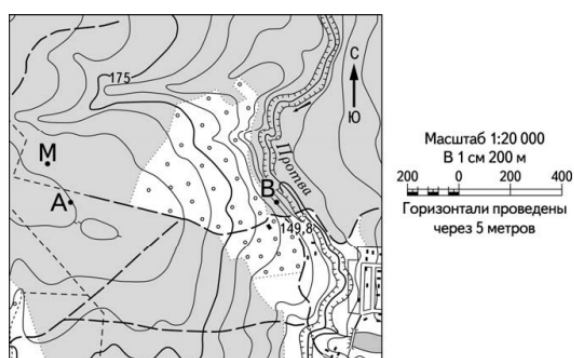 175
С
Ю
М
А
В
Протва
149,8
Масштаб 1:20 000
В 1 см 200 м
200 0 200 400
Горизонтали проведены
через 5 метров